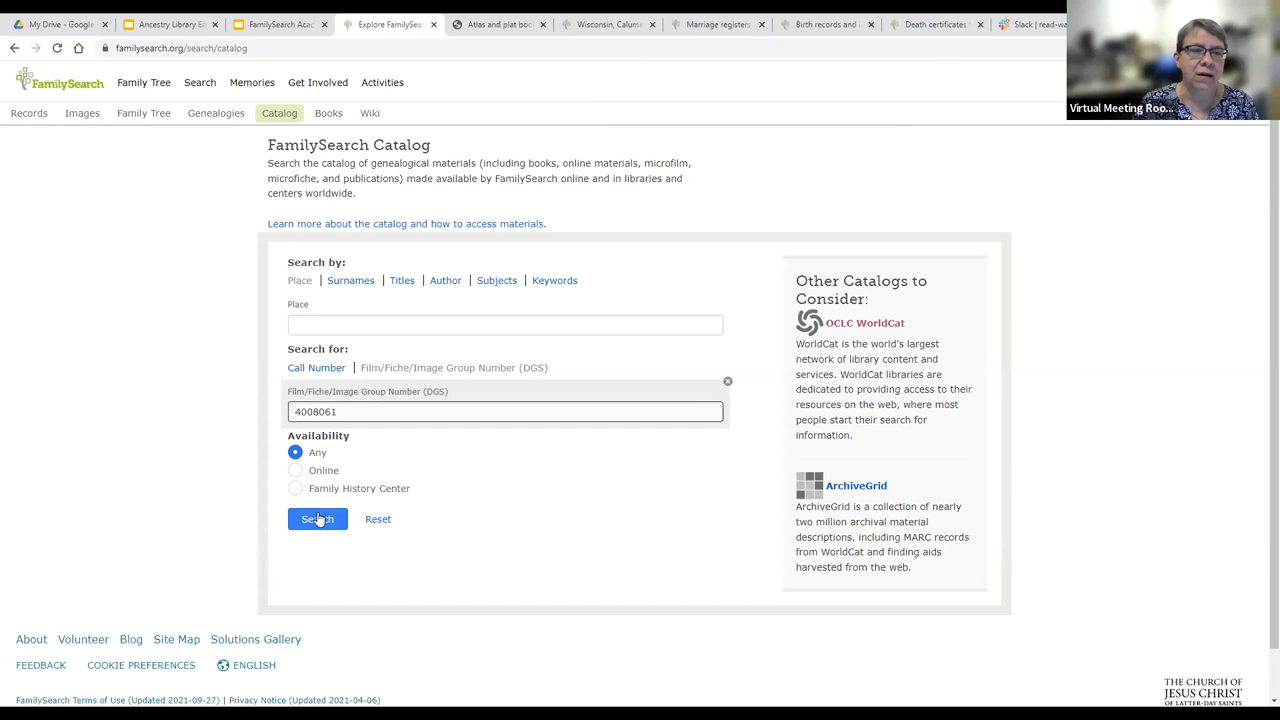 My Drive - Google
Ancestry Library Ed
FamilySearch Aca
Explore FamilySea
Atlas and plat boo
Wisconsin, Calume
Marriage registers,
Birth records and
Death certificates
Slack | read-wa
familysearch.org/search/catalog
FamilySearch
Family Tree
Search
Memories
Get Involved
Activities
Records
Images
Family Tree
Genealogies
Catalog
Books
Wiki
Virtual Meeting Roo...
FamilySearch Catalog
Search the catalog of genealogical materials (including books, online materials, microfilm,
microfiche, and publications) made available by FamilySearch online and in libraries and
centers worldwide.
Learn more about the catalog and how to access materials.
Search by:
Place | Surnames | Titles | Author | Subjects | Keywords
Place
Search for:
Call Number | Film/Fiche/Image Group Number (DGS)
Film/Fiche/Image Group Number (DGS)
4008061
Availability
Any
Online
Family History Center
Search
Reset
Other Catalogs to
Consider:
OCLC WorldCat
WorldCat is the world's largest
network of library content and
services. WorldCat libraries are
dedicated to providing access to their
resources on the web, where most
people start their search for
information.
ArchiveGrid
ArchiveGrid is a collection of nearly
two million archival material
descriptions, including MARC records
from WorldCat and finding aids
harvested from the web.
About
Volunteer
Blog
Site Map
Solutions Gallery
FEEDBACK
COOKIE PREFERENCES
ENGLISH
FamilySearch Terms of Use (Updated 2021-09-27) | Privacy Notice (Updated 2021-04-06)
THE CHURCH OF
JESUS CHRIST
OF LATTER-DAY SAINTS